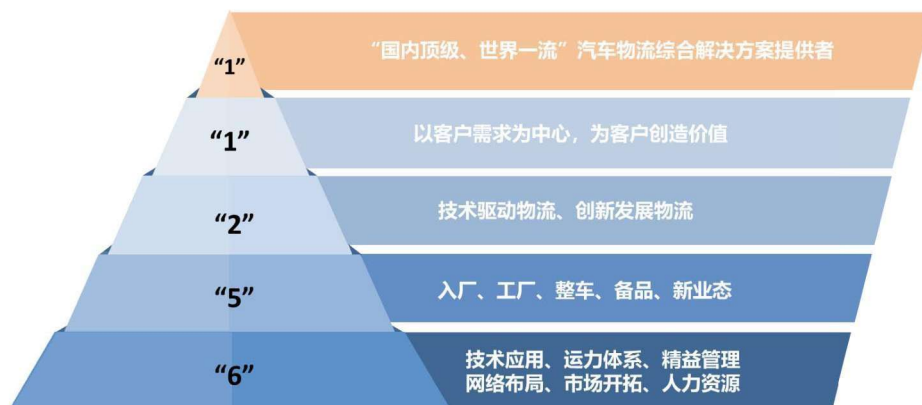 “1”
“国内顶级、世界一流”汽车物流综合解决方案提供者
“1”
以客户需求为中心，为客户创造价值
“2”
技术驱动物流、创新发展物流
“5”
入厂、工厂、整车、备品、新业态
“6”
技术应用、运力体系、精益管理
网络布局、市场开拓、人力资源